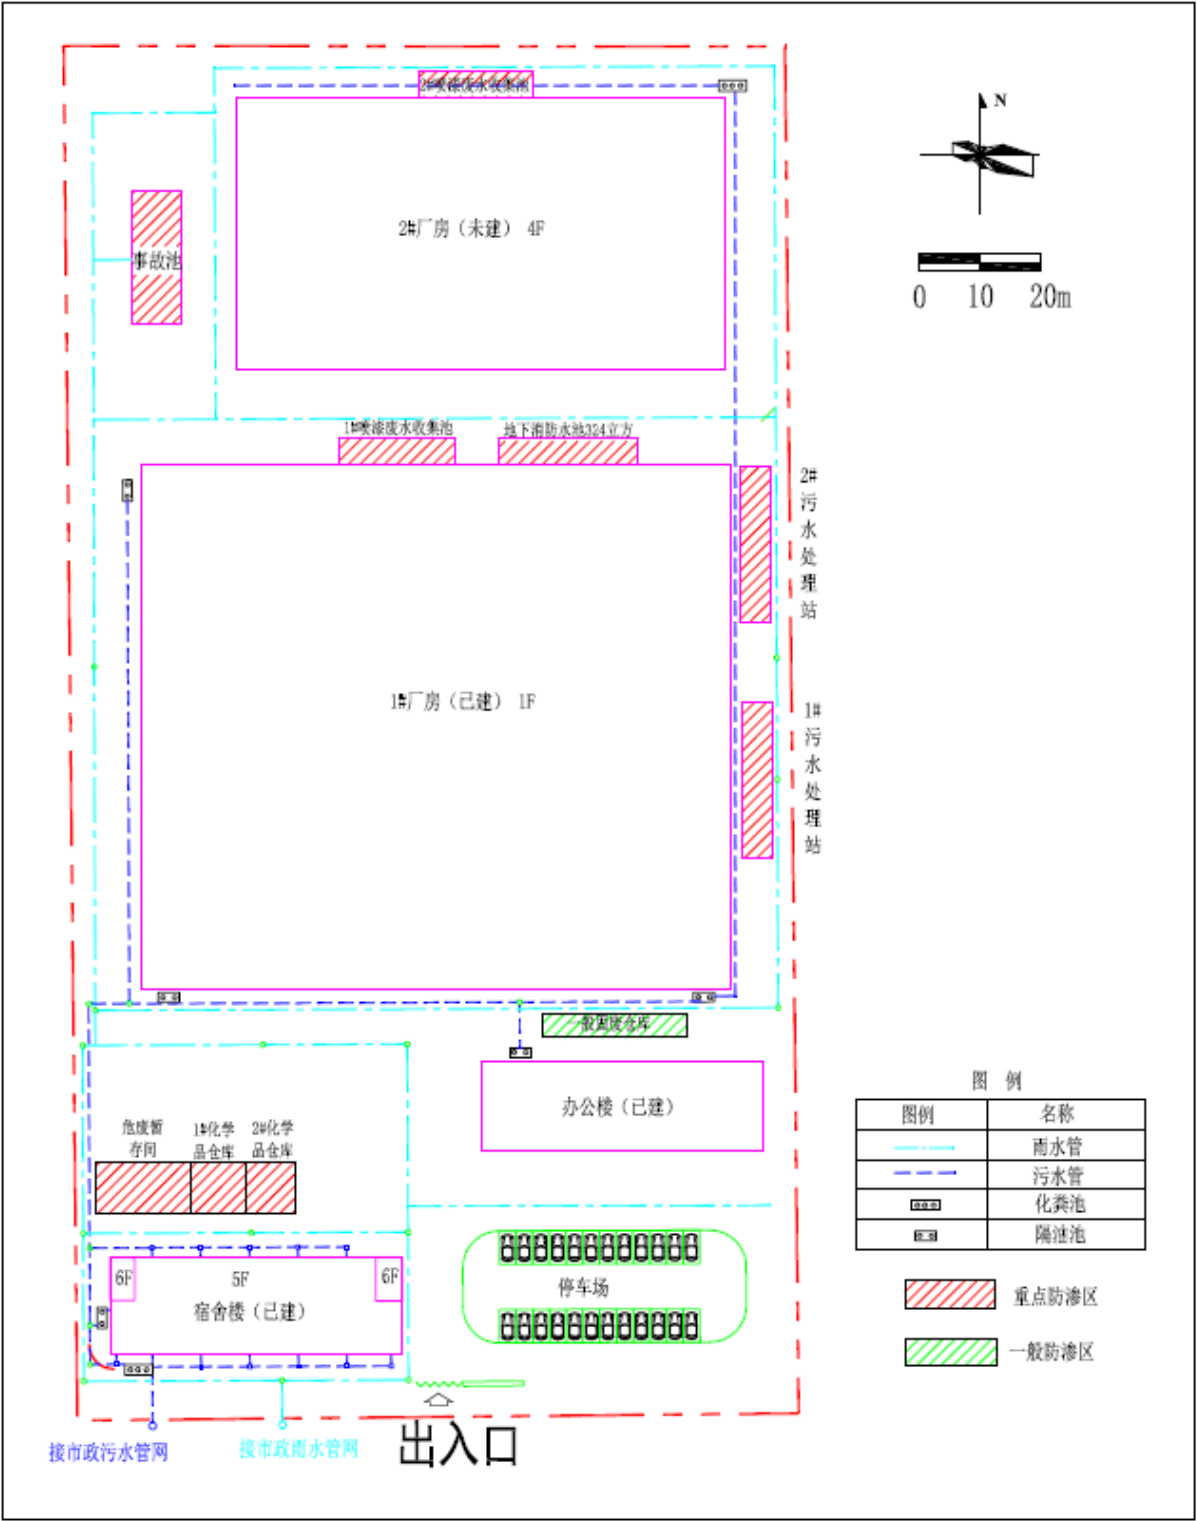 2#喷漆废水收集池
N
2#厂房（未建） 4F
事故池
0 10 20m
1#喷漆废水收集池
地下消防水池324立方
2#污水处理站
1#厂房（已建） 1F
1#污水处理站
一般固废仓库
办公楼（已建）
危废暂
存间
1#化学
品仓库
2#化学
品仓库
6F
5F
6F
宿舍楼（已建）
停车场
接市政污水管网
接市政雨水管网
出入口
图 例
图例 名称
雨水管
污水管
化粪池
隔油池
重点防渗区
一般防渗区